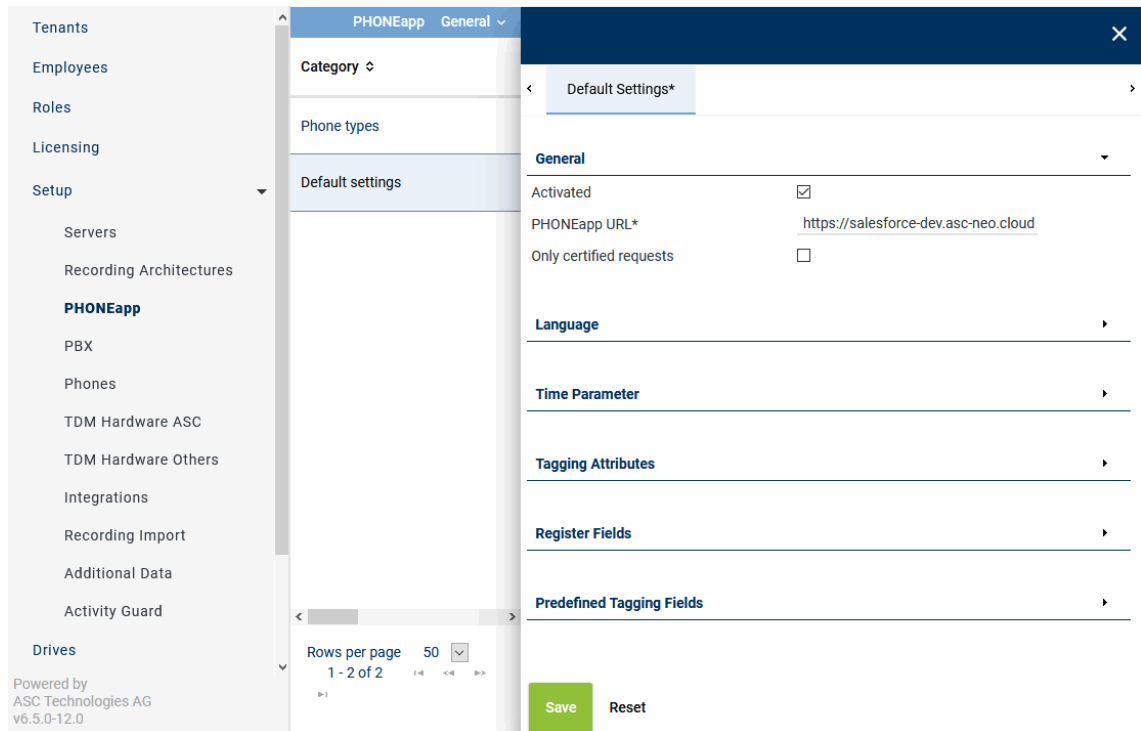 Tenants
Employees
Roles
Licensing
Setup
Servers
Recording Architectures
PHONEapp
PBX
Phones
TDM Hardware ASC
TDM Hardware Others
Integrations
Recording Import
Additional Data
Activity Guard
Drives
Powered by
ASC Technologies AG
v6.5.0-12.0
PHONEapp General
Category
Phone types
Default settings
Rows per page 50
1 - 2 of 2
Default Settings*
General
Activated
PHONEapp URL* https://salesforce-dev.asc-neo.cloud
Only certified requests
Language
Time Parameter
Tagging Attributes
Register Fields
Predefined Tagging Fields
Save Reset